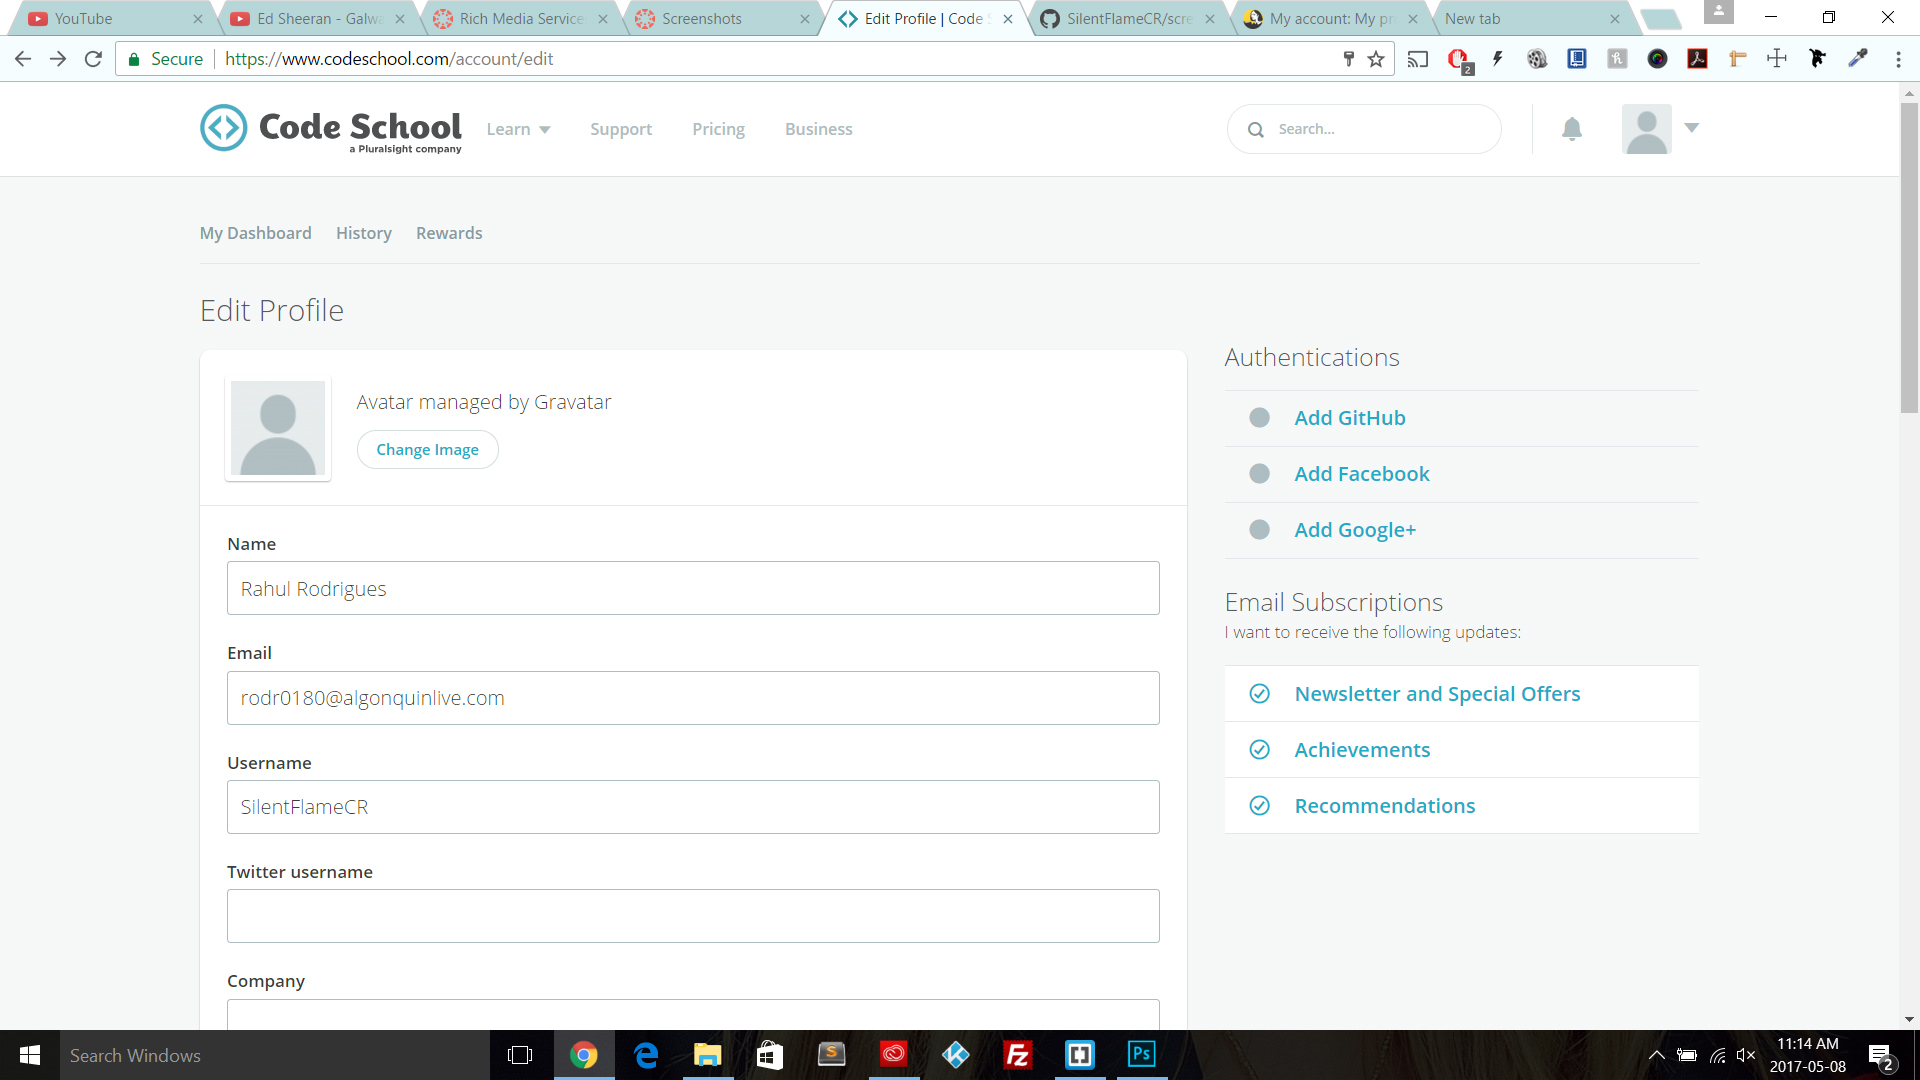 YouTube
Ed Sheeran - Galw
Rich Media Service
Screenshots
Edit Profile | Code S
SilentFlameCR/scre
My account: My pr
New tab
Secure
https://www.codeschool.com/account/edit
2
Code School
a Pluralsight company
Learn
Support
Pricing
Business
Search...
My Dashboard
History
Rewards
Edit Profile
Avatar managed by Gravatar
Change Image
Name
Rahul Rodrigues
Email
rodr0180@algonquinlive.com
Username
SilentFlameCR
Twitter username
Company
Authentications
Add GitHub
Add Facebook
Add Google+
Email Subscriptions
I want to receive the following updates:
Newsletter and Special Offers
Achievements
Recommendations
Search Windows
S
Fz
Ps
11:14 AM
2017-05-08
2